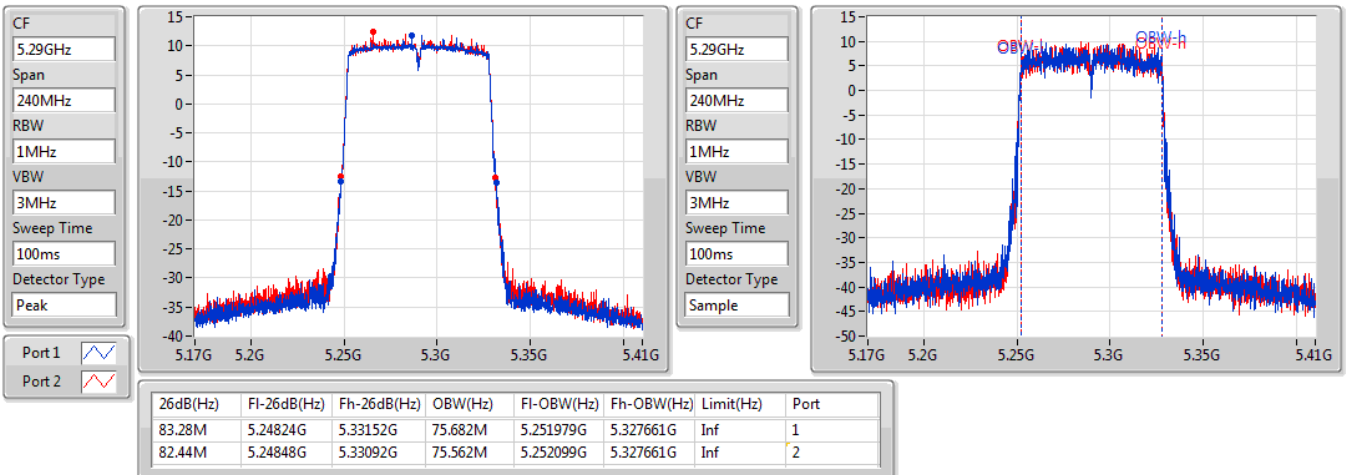 CF
5.29GHz
Span
240MHz
RBW
1MHz
VBW
3MHz
Sweep Time
100ms
Detector Type
Peak
Port 1
Port 2
15
10
5
0
-5
-10
-15
-20
-25
-30
-35
-40
5.17G 5.2G 5.25G 5.3G 5.35G 5.41G
CF
5.29GHz
Span
240MHz
RBW
1MHz
VBW
3MHz
Sweep Time
100ms
Detector Type
Sample
15
10
5
0
-5
-10
-15
-20
-25
-30
-35
-40
-45
-50
OBW-h
OBW-h
5.17G 5.2G 5.25G 5.3G 5.35G 5.41G
26dB(Hz) Fl-26dB(Hz) Fh-26dB(Hz) OBW(Hz) Fl-OBW(Hz) Fh-OBW(Hz) Limit(Hz) Port
83.28M 5.24824G 5.33152G 75.682M 5.251979G 5.327661G Inf 1
82.44M 5.24848G 5.33092G 75.562M 5.252099G 5.327661G Inf 2